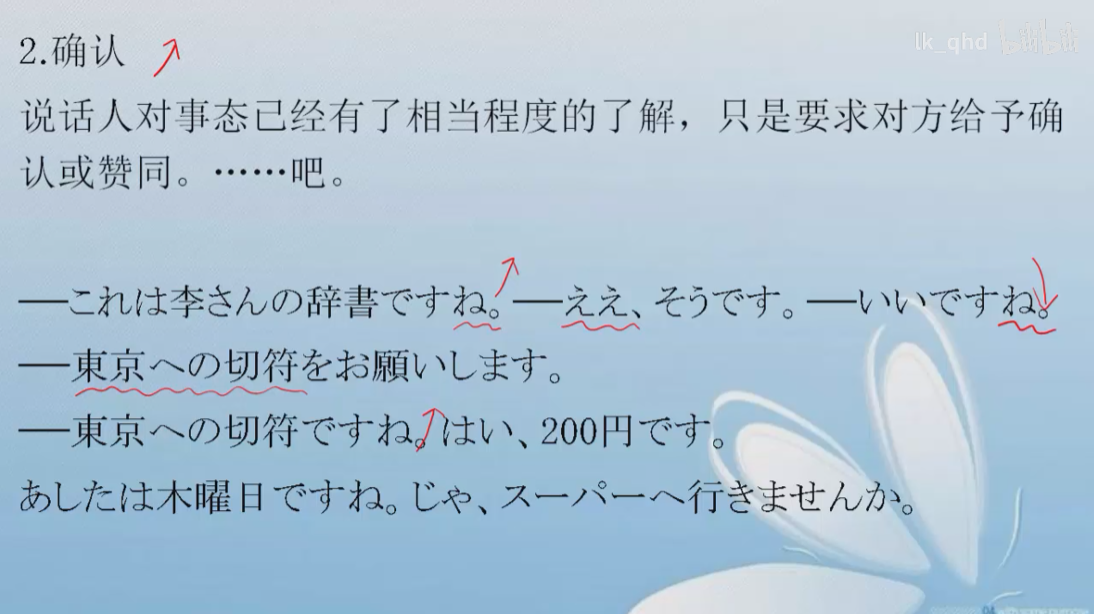 lk_qhd bilibili
2.确认
说话人对事态已经有了相当程度的了解，只是要求对方给予确
认或赞同。……吧。
──これは李さんの辞書ですね。──ええ、そうです。──いいですね。
──東京への切符をお願いします。
──東京への切符ですね。はい、200円です。
あしたは木曜日ですね。じゃ、スーパーへ行きませんか。